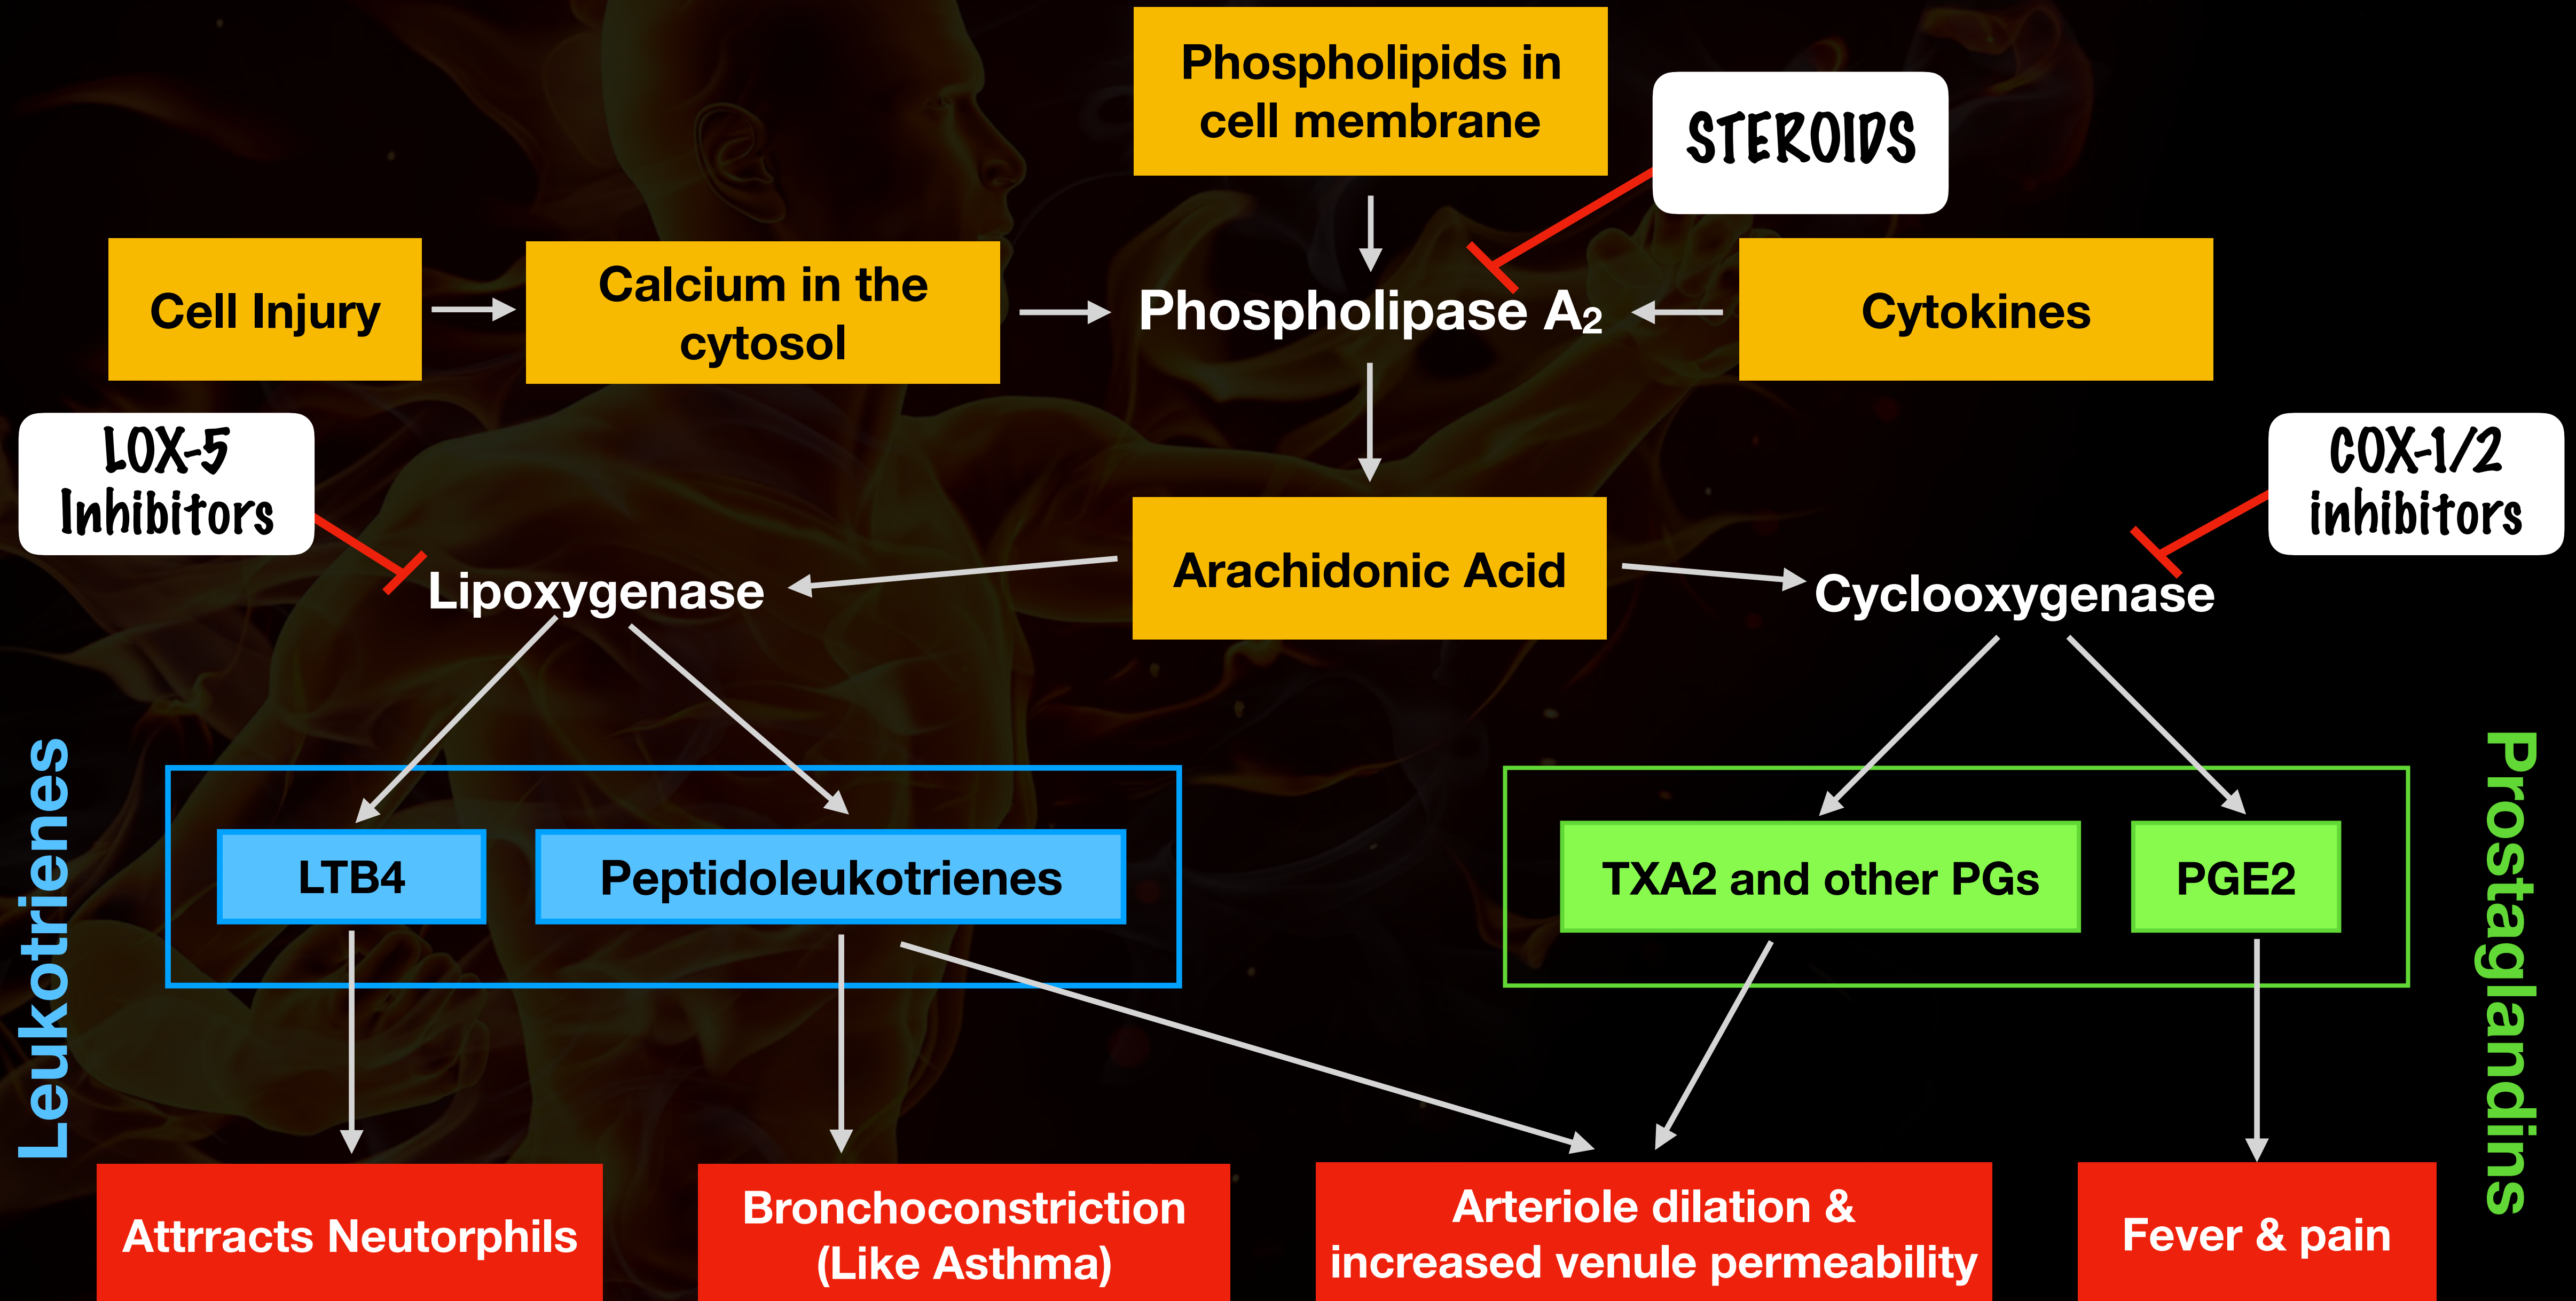 Phospholipids in
cell membrane
STEROIDS
Cell Injury
Calcium in the
cytosol
Phospholipase A₂
Cytokines
LOX-5
Inhibitors
COX-1/2
inhibitors
Arachidonic Acid
Lipoxygenase
Cyclooxygenase
Leukotrienes
LTB4
Peptidoleukotrienes
TXA2 and other PGs
PGE2
Prostaglandins
Attrracts Neutorphils
Bronchoconstriction
(Like Asthma)
Arteriole dilation &
increased venule permeability
Fever & pain